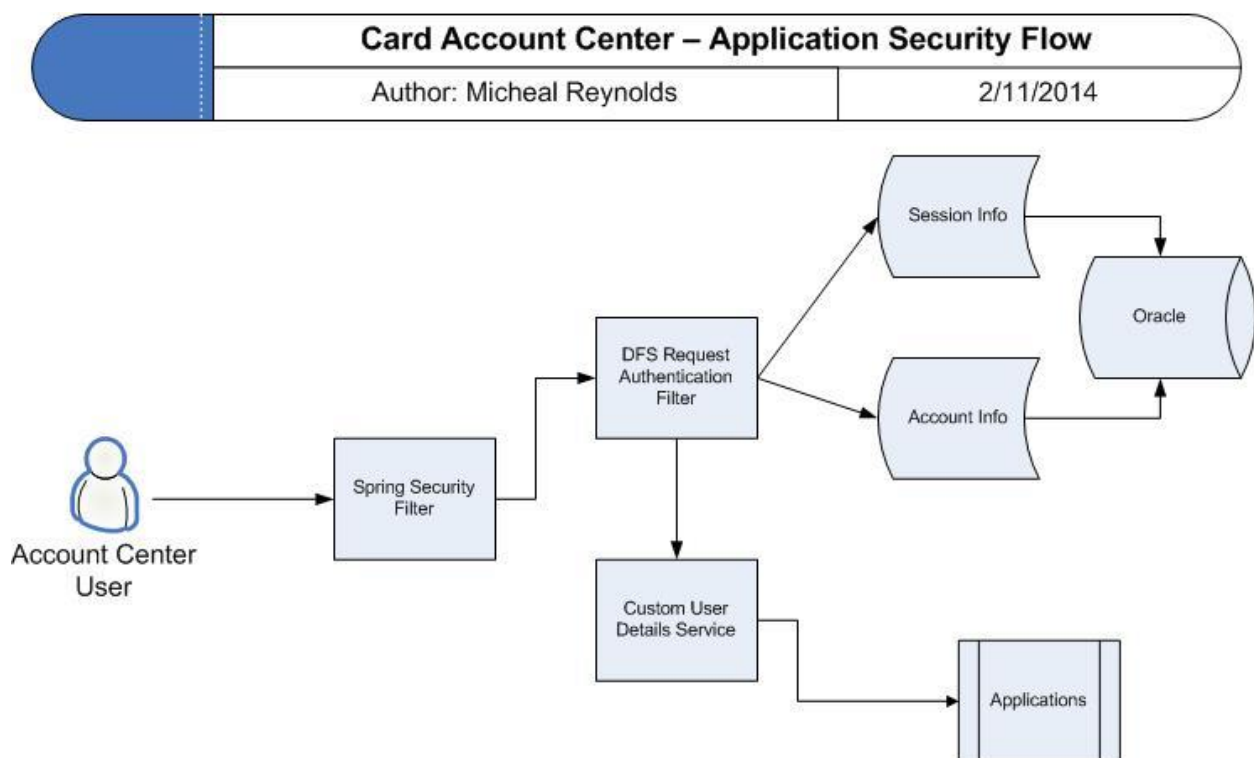 Card Account Center – Application Security Flow
Author: Micheal Reynolds
2/11/2014
Session Info
Oracle
DFS Request
Authentication
Filter
Account Info
Spring Security
Filter
Account Center
User
Custom User
Details Service
Applications